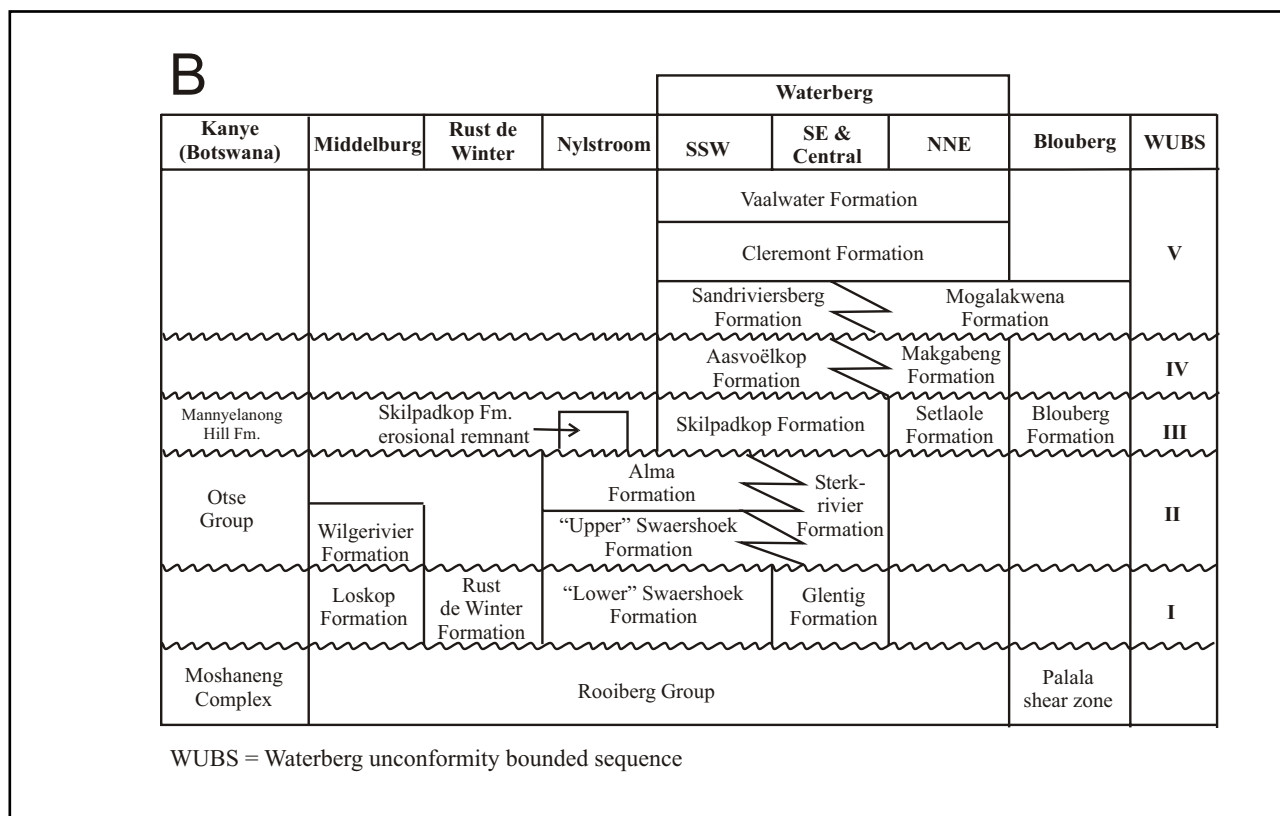 B
Waterberg
Kanye
(Botswana)
Middelburg
Rust de
Winter
Nylstroom
SSW
SE &
Central
NNE
Blouberg
WUBS
Vaalwater Formation
Cleremont Formation
V
Sandriviersberg
Formation
Mogalakwena
Formation
Aasvoëlkop
Formation
Makgabeng
Formation
IV
Mannyelanong
Hill Fm.
Skilpadkop Fm.
erosional remnant
Skilpadkop Formation
Setlaole
Formation
Blouberg
Formation
III
Otse
Group
Wilgerivier
Formation
Alma
Formation
"Upper" Swaershoek
Formation
Sterk-
rivier
Formation
II
Loskop
Formation
Rust
de Winter
Formation
"Lower" Swaershoek
Formation
Glentig
Formation
I
Moshaneng
Complex
Rooiberg Group
Palala
shear zone
WUBS = Waterberg unconformity bounded sequence